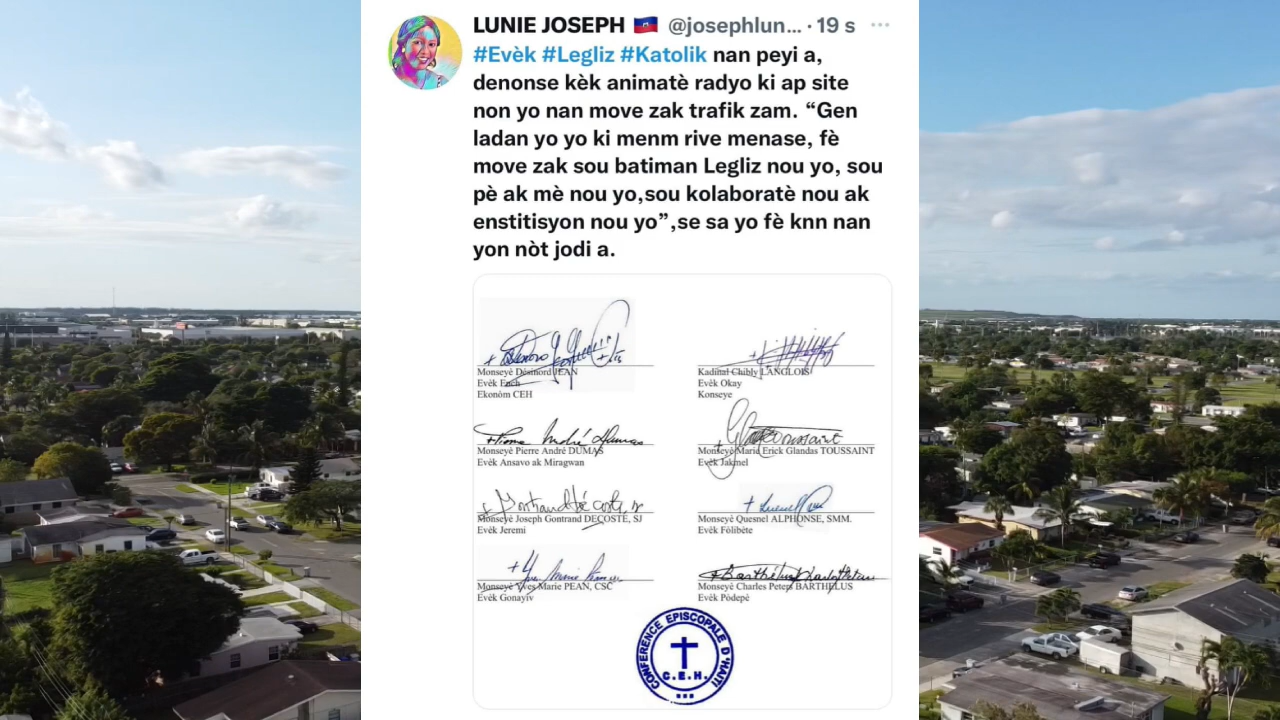 LUNIE JOSEPH 🇭🇹 @josephlun... · 19 s ···
#Evèk #Legliz #Katolik nan peyi a,
denonse kèk animatè radyo ki ap site
non yo nan move zak trafik zam. “Gen
ladan yo yo ki menm rive menase, fè
move zak sou batiman Legliz nou yo, sou
pè ak mè nou yo,sou kolaboratè nou ak
enstitisyon nou yo”,se sa yo fè knn nan
yon nòt jodi a.
Monseyè Désinord JEAN
Evèk Ench
Ekonòm CEH
Kadinal Chibly LANGLOIS
Evèk Okay
Konseye
Monseyè Pierre André DUMAS
Evèk Ansavo ak Miragwan
Monseyè Marie Erick Glandas TOUSSAINT
Evèk Jakmel
Monseyè Joseph Gontrand DEÇOSTE, SJ
Evèk Jeremi
Monseyè Quesnel ALPHONSE, SMM.
Evèk Fòlibète
Monseyè Yves Marie PEAN, CSC
Evèk Gonayiv
Monseyè Charles Peters BARTHELUS
Evèk Pòdepè
CONFERENCE EPISCOPALE D'HAITI
C.E.H.